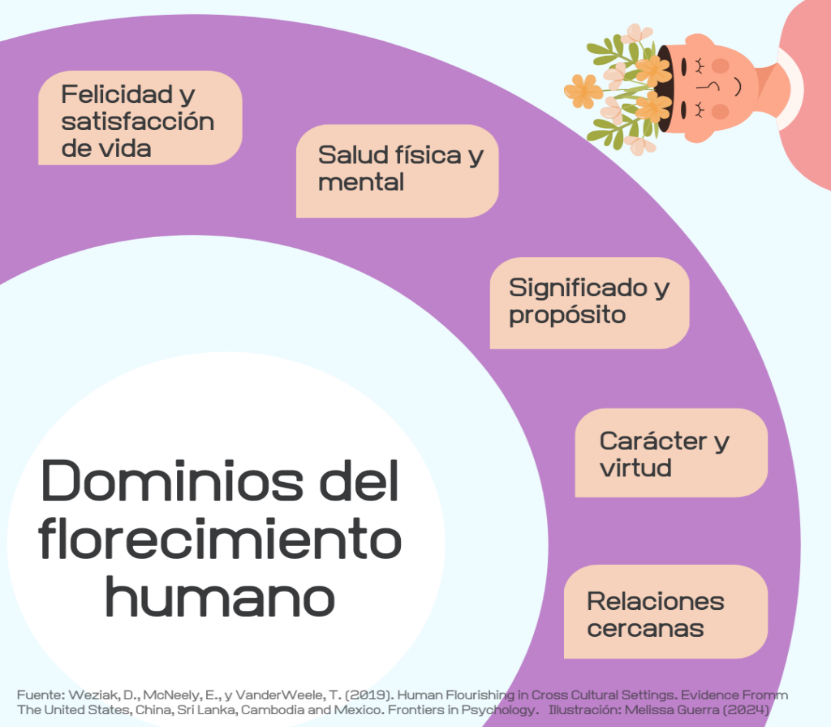 Felicidad y
satisfacción
de vida
Salud física y
mental
Significado y
propósito
Carácter y
virtud
Relaciones
cercanas
Dominios del
florecimiento
humano
Fuente: Weziak, D., McNeely, E., y VanderWeele, T. (2019). Human Flourishing in Cross Cultural Settings. Evidence Fromm
The United States, China, Sri Lanka, Cambodia and Mexico. Frontiers in Psychology. Ilustración: Melissa Guerra (2024)